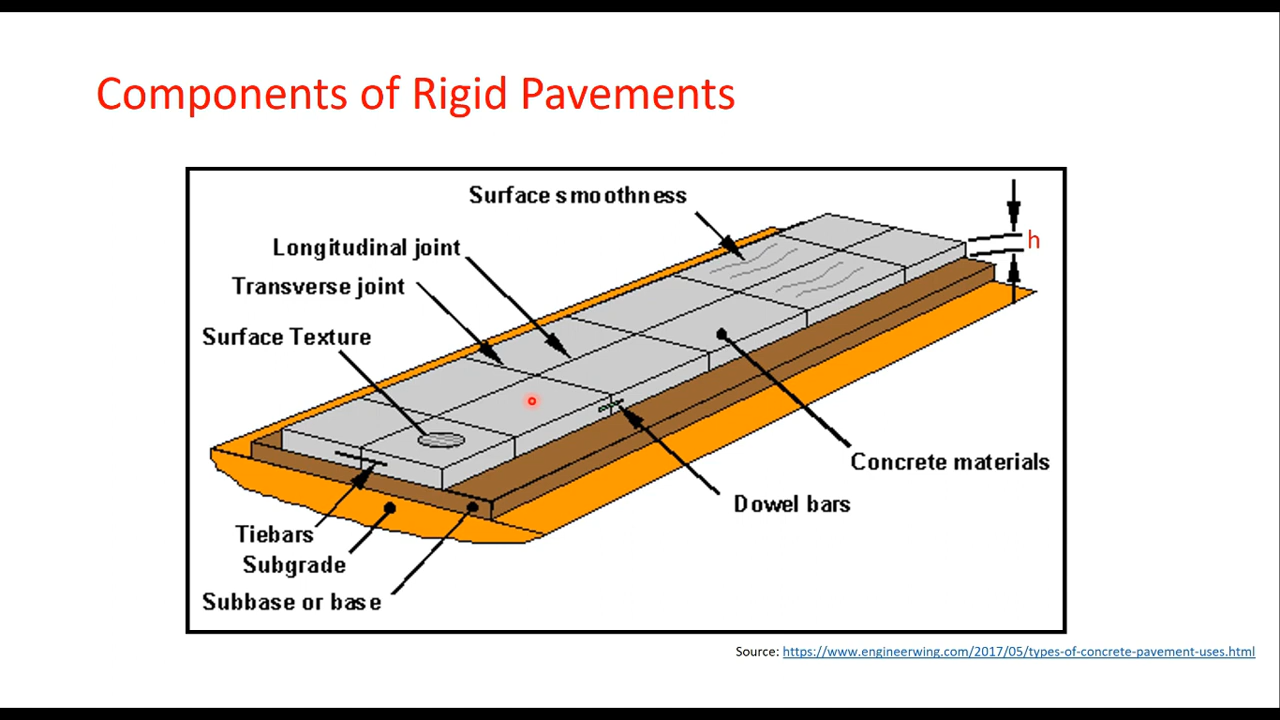 Components of Rigid Pavements
Surface smoothness
Longitudinal joint
h
Transverse joint
Surface Texture
Concrete materials
Dowel bars
Tiebars
Subgrade
Subbase or base
Source: https://www.engineerwing.com/2017/05/types-of-concrete-pavement-uses.html